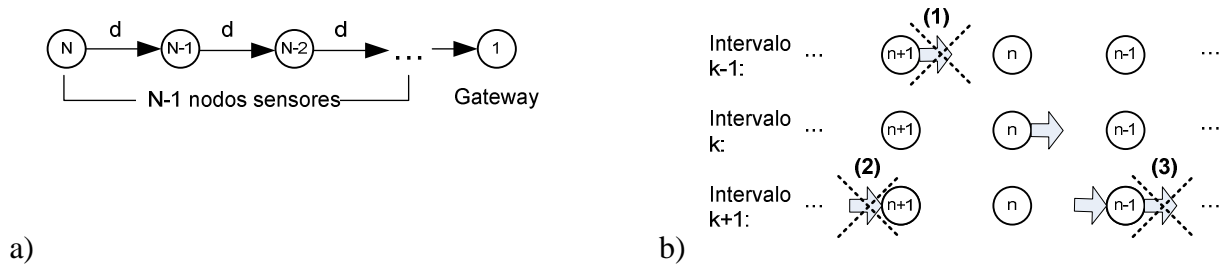 d d d
N N-1 N-2 ... 1
N-1 nodos sensores
Gateway
a)
(1)
Intervalo k-1: ... n+1 n n-1 ...
Intervalo k: ... n+1 n n-1 ...
(2) (3)
Intervalo k+1: ... n+1 n n-1 ...
b)